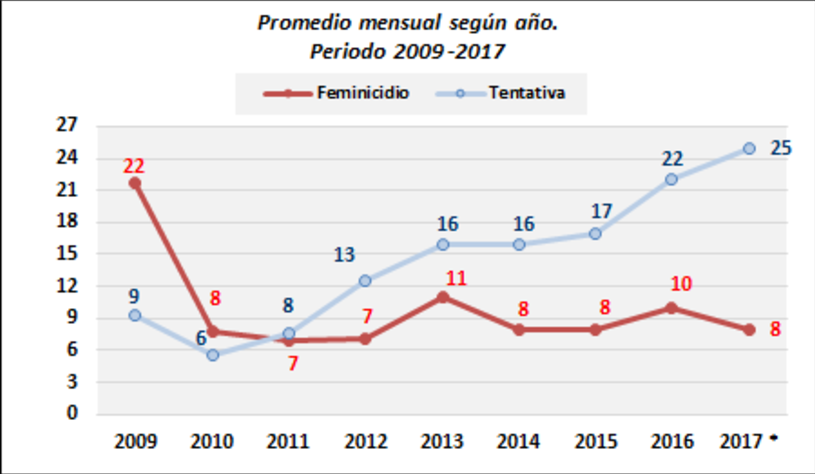 Promedio mensual según año.
Periodo 2009-2017
Feminicidio Tentativa
27
24
21
18
15
12
9
6
3
0
22 8 7 7 11 8 8 10 8
9 6 8 13 16 16 17 22 25
2009 2010 2011 2012 2013 2014 2015 2016 2017 *